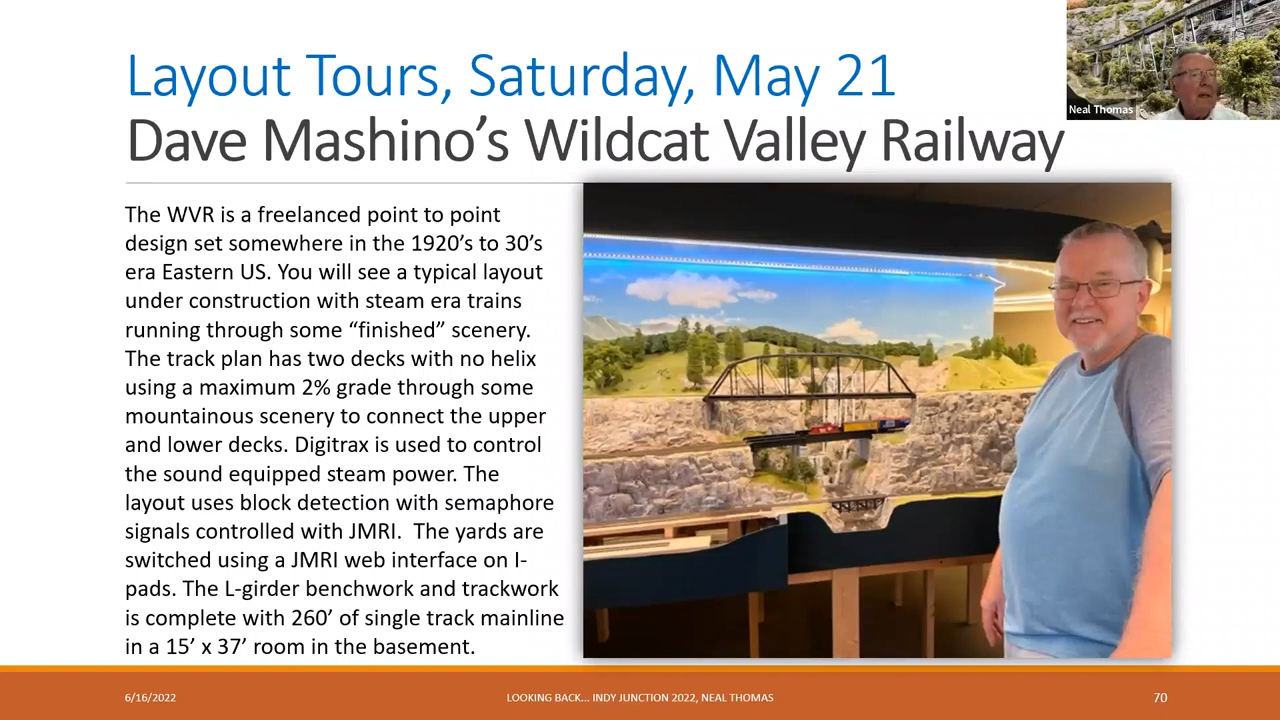 Layout Tours, Saturday, May 21
Dave Mashino’s Wildcat Valley Railway
Neal Thomas
The WVR is a freelanced point to point
design set somewhere in the 1920’s to 30’s
era Eastern US. You will see a typical layout
under construction with steam era trains
running through some “finished” scenery.
The track plan has two decks with no helix
using a maximum 2% grade through some
mountainous scenery to connect the upper
and lower decks. Digitrax is used to control
the sound equipped steam power. The
layout uses block detection with semaphore
signals controlled with JMRI.  The yards are
switched using a JMRI web interface on I-
pads. The L-girder benchwork and trackwork
is complete with 260’ of single track mainline
in a 15’ x 37’ room in the basement.
6/16/2022
LOOKING BACK... INDY JUNCTION 2022, NEAL THOMAS
70